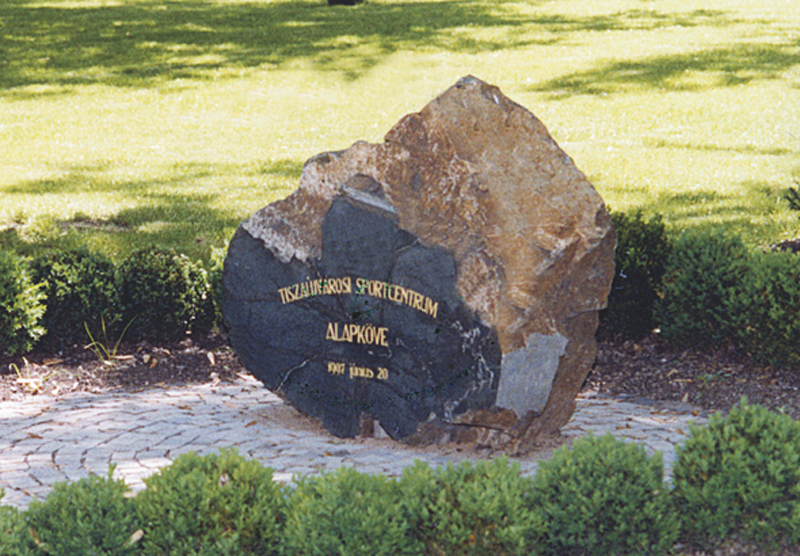 TISZAÚJVÁROSI SPORTCENTRUM
ALAPKÖVE
1997 június 20